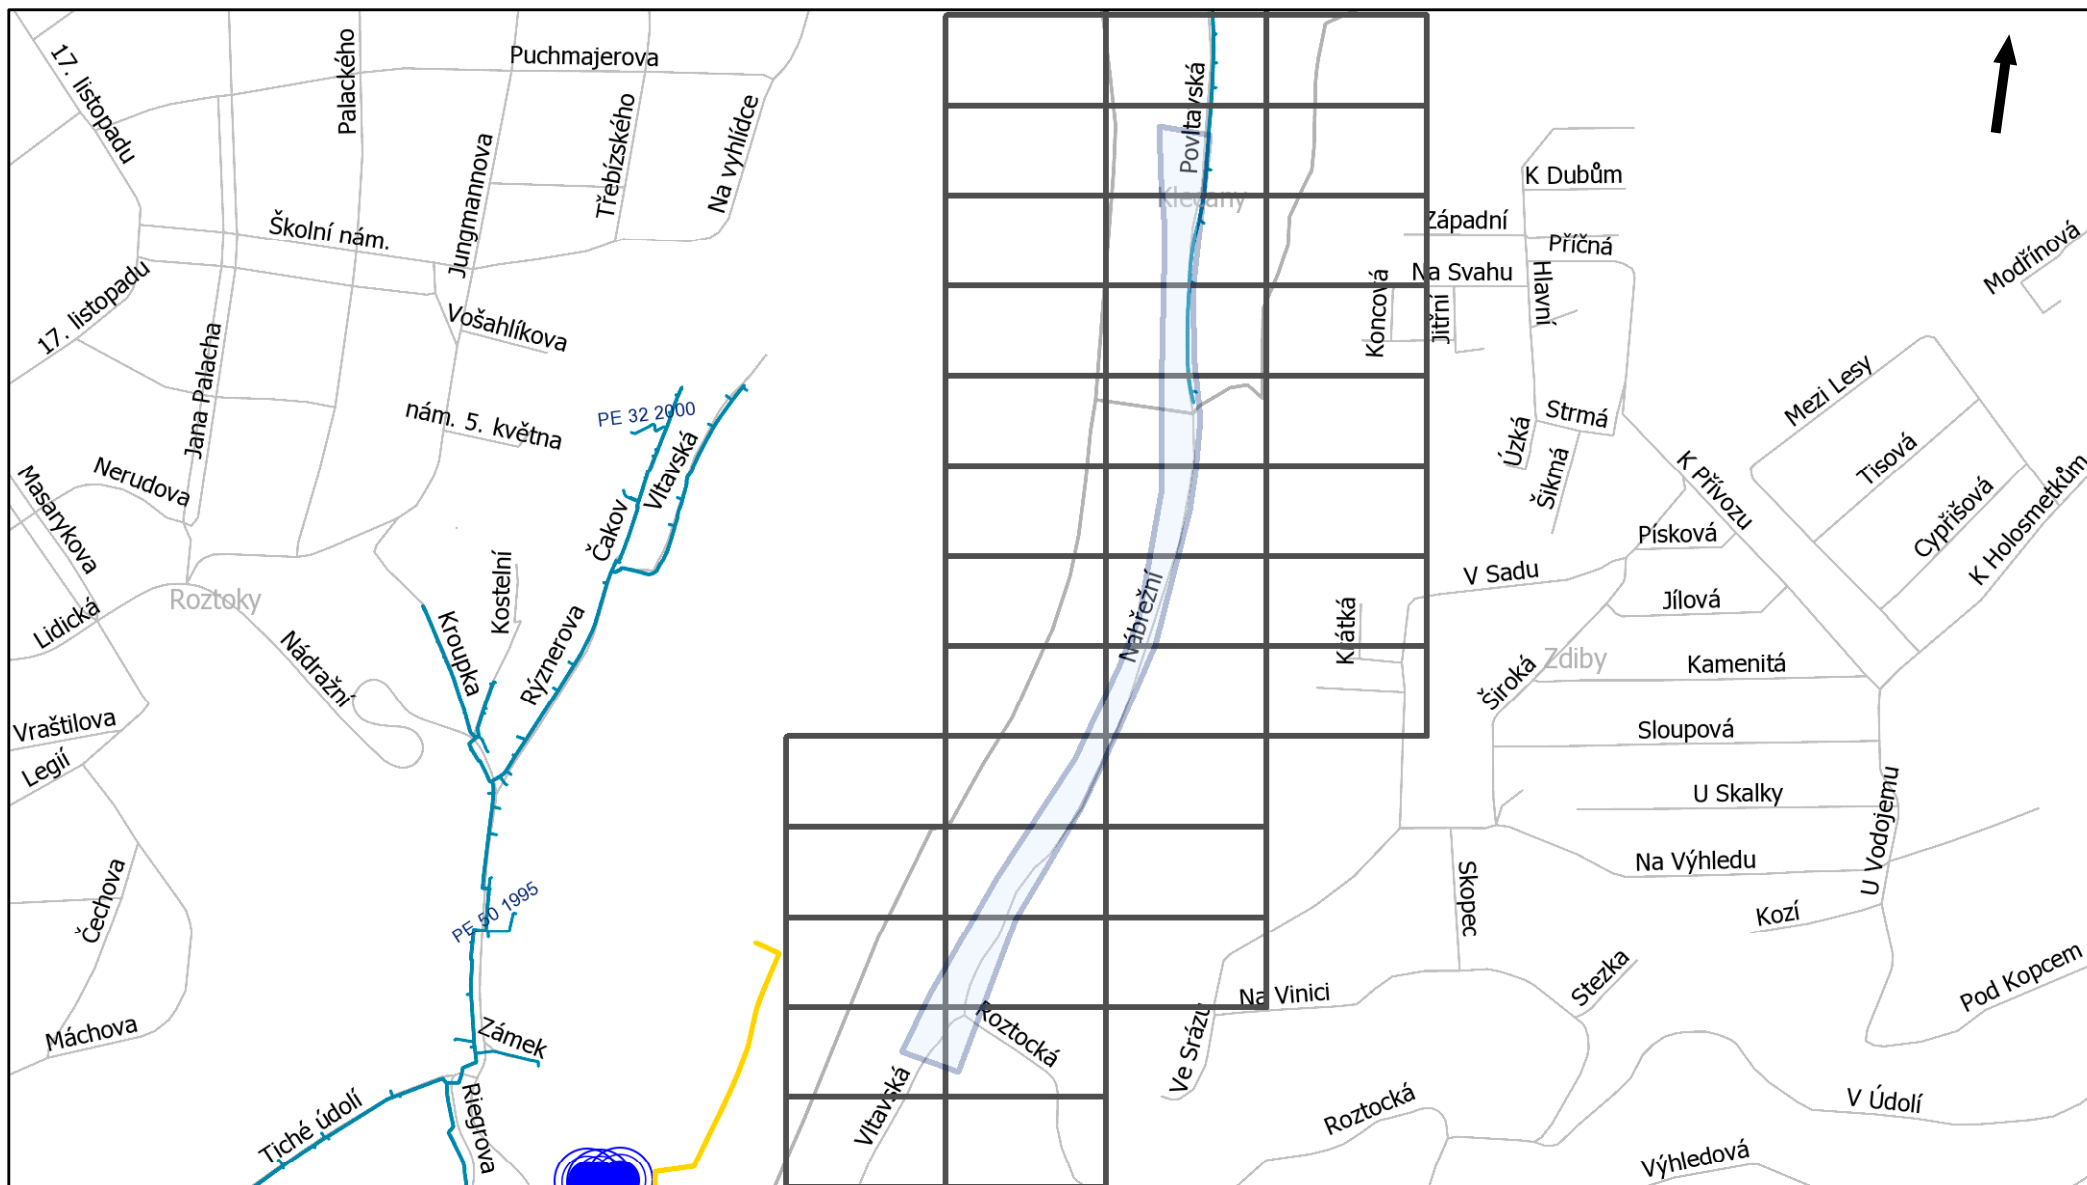 17. listopadu
Palackého
Puchmajerova
Povltavská
Třebízského
Na vyhlídce
Jungmannova
Klecany
K Dubům
Školní nám.
Západní
Příčná
Modřínová
17. listopadu
Na Svahu
Hlavní
Koncová
Jitřní
Vošahlíkova
Jana Palacha
Mezi Lesy
PE 32 2000
nám. 5. května
Strmá
Úzká
Tisová
Vltavská
Nerudova
Masarykova
Šikmá
K Přívozu
Cypřišová
K Holosmetkům
Čakov
Písková
Kostelní
V Sadu
Roztoky
Lidická
Jílová
Nábřežní
Krátká
Kroupka
Rýznerova
Nádražní
Zdiby
Kamenitá
Široká
Vraštilova
Sloupová
Legií
U Skalky
U Vodojemu
Na Výhledu
Čechova
Skopec
PE 50 1995
Kozí
Stezka
Pod Kopcem
Na Vinici
Máchova
Zámek
Roztocká
Ve Srázu
Vltavská
Tiché údolí
Riegrova
Roztocká
V Údolí
Výhledová